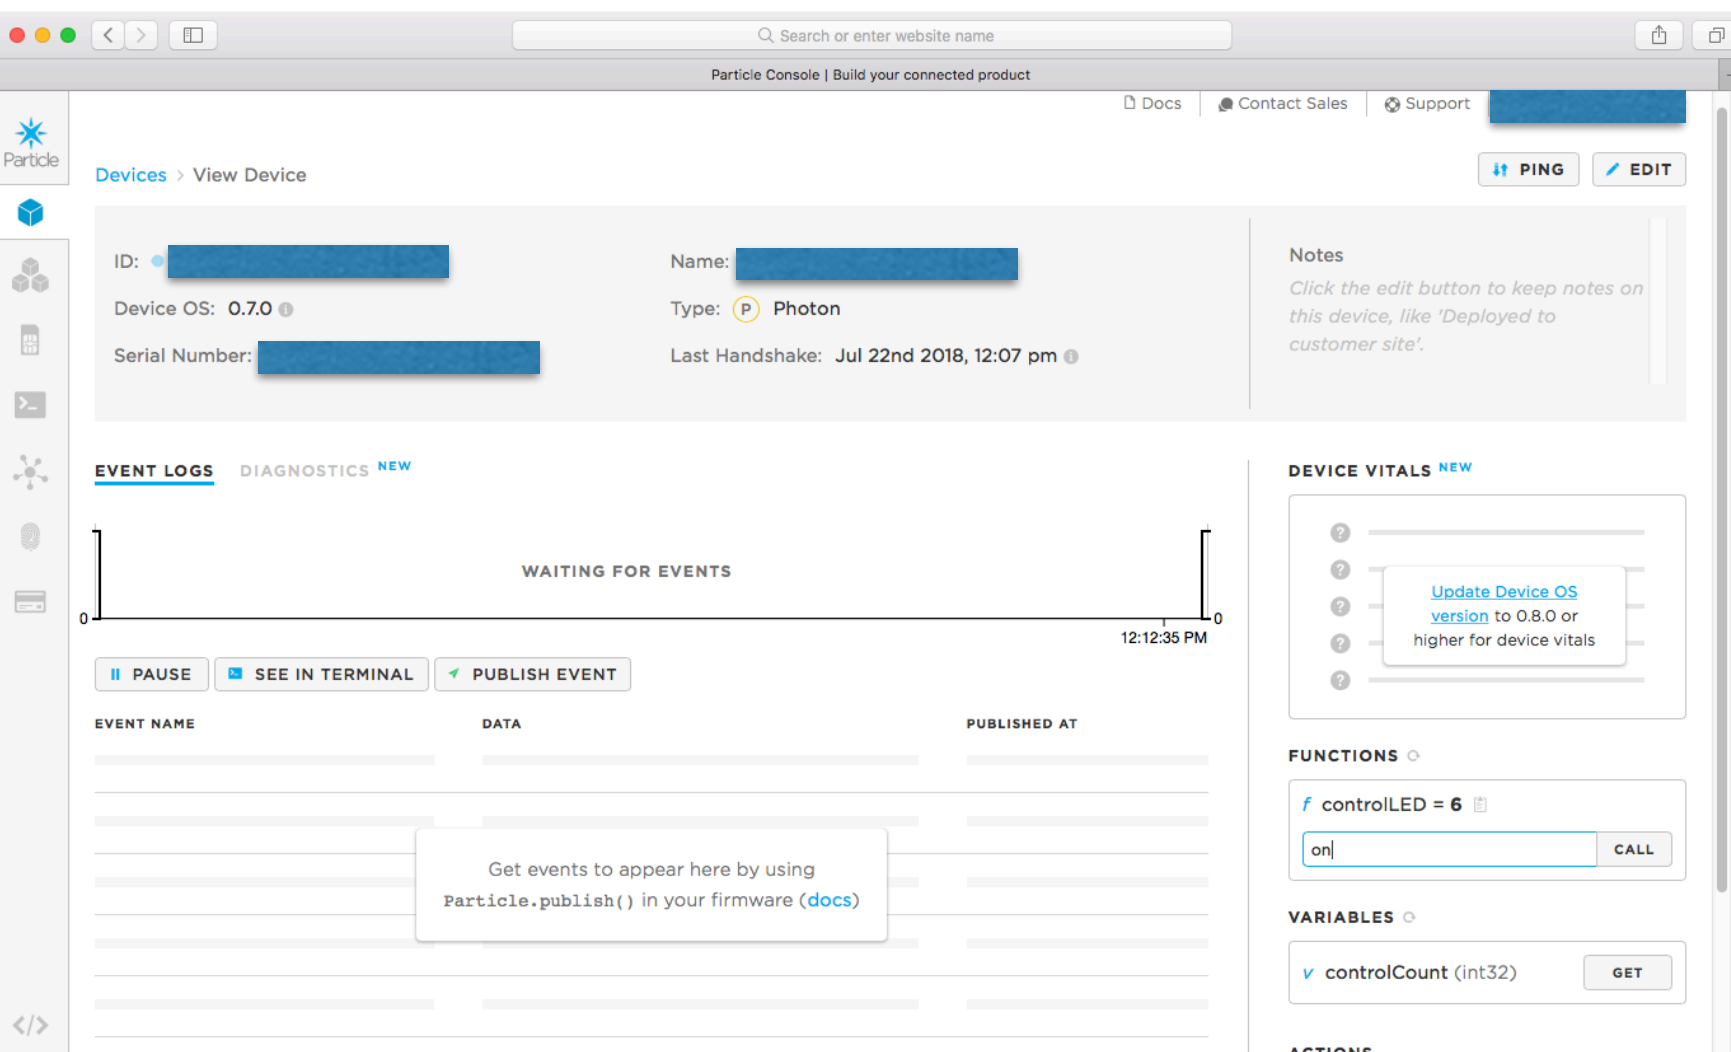 Search or enter website name
Particle Console | Build your connected product
Docs
Contact Sales
Support
Particle
Devices > View Device
PING
EDIT
ID:
Name:
Device OS: 0.7.0
Type: P Photon
Serial Number:
Last Handshake: Jul 22nd 2018, 12:07 pm
Notes
Click the edit button to keep notes on
this device, like 'Deployed to
customer site'.
EVENT LOGS
DIAGNOSTICS NEW
WAITING FOR EVENTS
0
0
12:12:35 PM
PAUSE
SEE IN TERMINAL
PUBLISH EVENT
EVENT NAME
DATA
PUBLISHED AT
Get events to appear here by using
Particle.publish() in your firmware (docs)
DEVICE VITALS NEW
Update Device OS
version to 0.8.0 or
higher for device vitals
FUNCTIONS
f controlLED = 6
on
CALL
VARIABLES
v controlCount (int32)
GET
ACTIONS